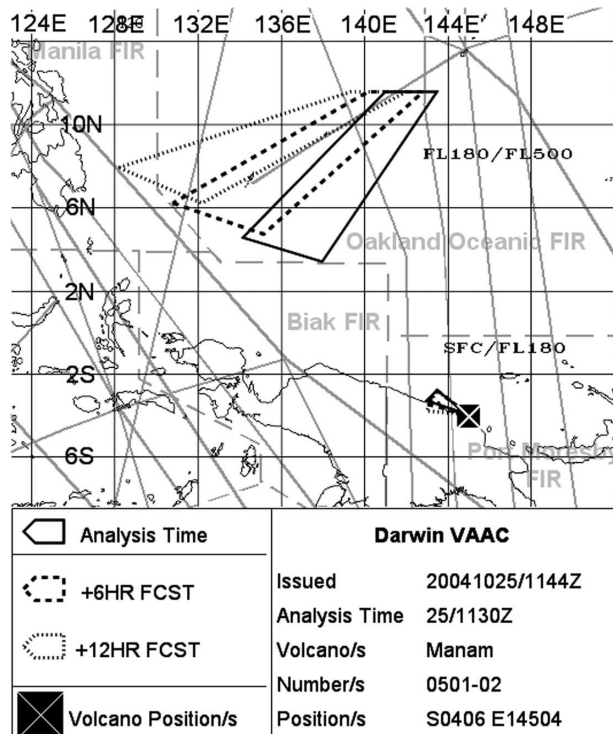 124E 128E 132E 136E 140E 144E 148E
Manila FIR
10N
FL180/FL500
6N
Oakland Oceanic FIR
2N
Biak FIR
SFC/FL180
2S
6S
Port Moresby
FIR
Analysis Time
+6HR FCST
+12HR FCST
Volcano Position/s
Darwin VAAC
Issued 20041025/1144Z
Analysis Time 25/1130Z
Volcano/s Manam
Number/s 0501-02
Position/s S0406 E14504